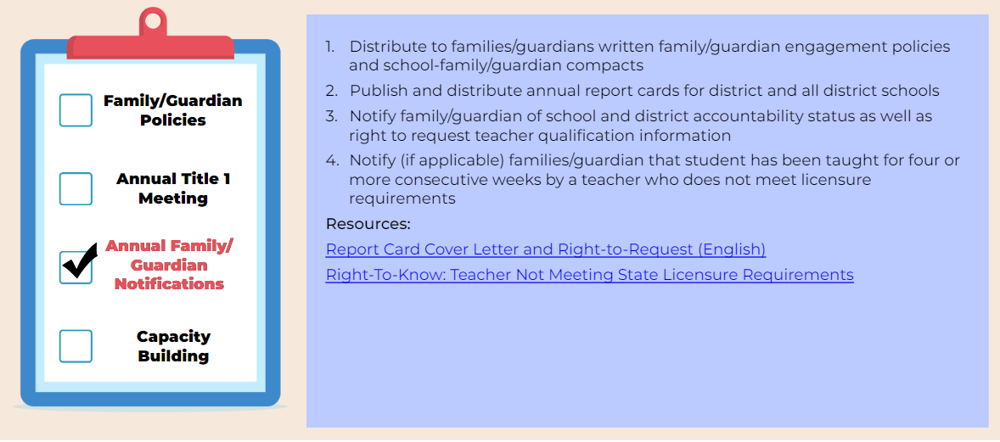 Family/Guardian
Policies
Annual Title 1
Meeting
Annual Family/
Guardian
Notifications
Capacity
Building
1. Distribute to families/guardians written family/guardian engagement policies
and school-family/guardian compacts
2. Publish and distribute annual report cards for district and all district schools
3. Notify family/guardian of school and district accountability status as well as
right to request teacher qualification information
4. Notify (if applicable) families/guardian that student has been taught for four or
more consecutive weeks by a teacher who does not meet licensure
requirements
Resources:
Report Card Cover Letter and Right-to-Request (English)
Right-To-Know: Teacher Not Meeting State Licensure Requirements